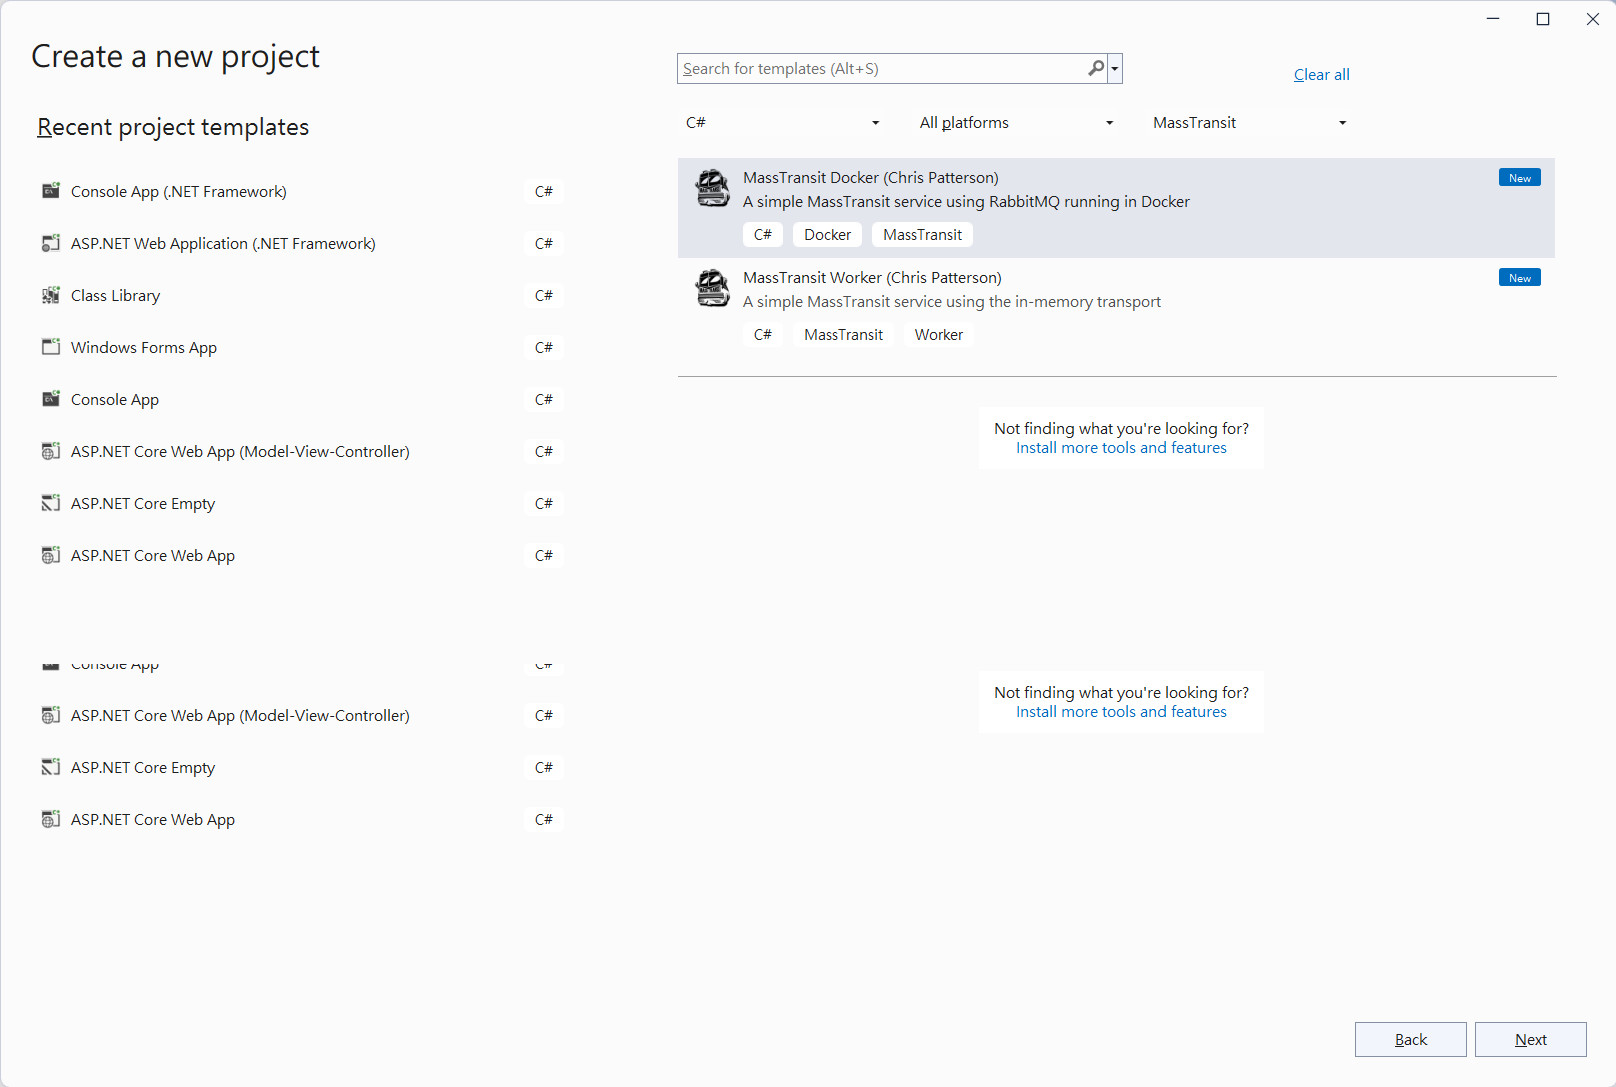 Create a new project
Recent project templates
Console App (.NET Framework) C#
ASP.NET Web Application (.NET Framework) C#
Class Library C#
Windows Forms App C#
Console App C#
ASP.NET Core Web App (Model-View-Controller) C#
ASP.NET Core Empty C#
ASP.NET Core Web App C#
Console App C#
ASP.NET Core Web App (Model-View-Controller) C#
ASP.NET Core Empty C#
ASP.NET Core Web App C#
Search for templates (Alt+S)
Clear all
C# All platforms MassTransit
MassTransit Docker (Chris Patterson) New
A simple MassTransit service using RabbitMQ running in Docker
C# Docker MassTransit
MassTransit Worker (Chris Patterson) New
A simple MassTransit service using the in-memory transport
C# MassTransit Worker
Not finding what you're looking for?
Install more tools and features
Not finding what you're looking for?
Install more tools and features
Back Next